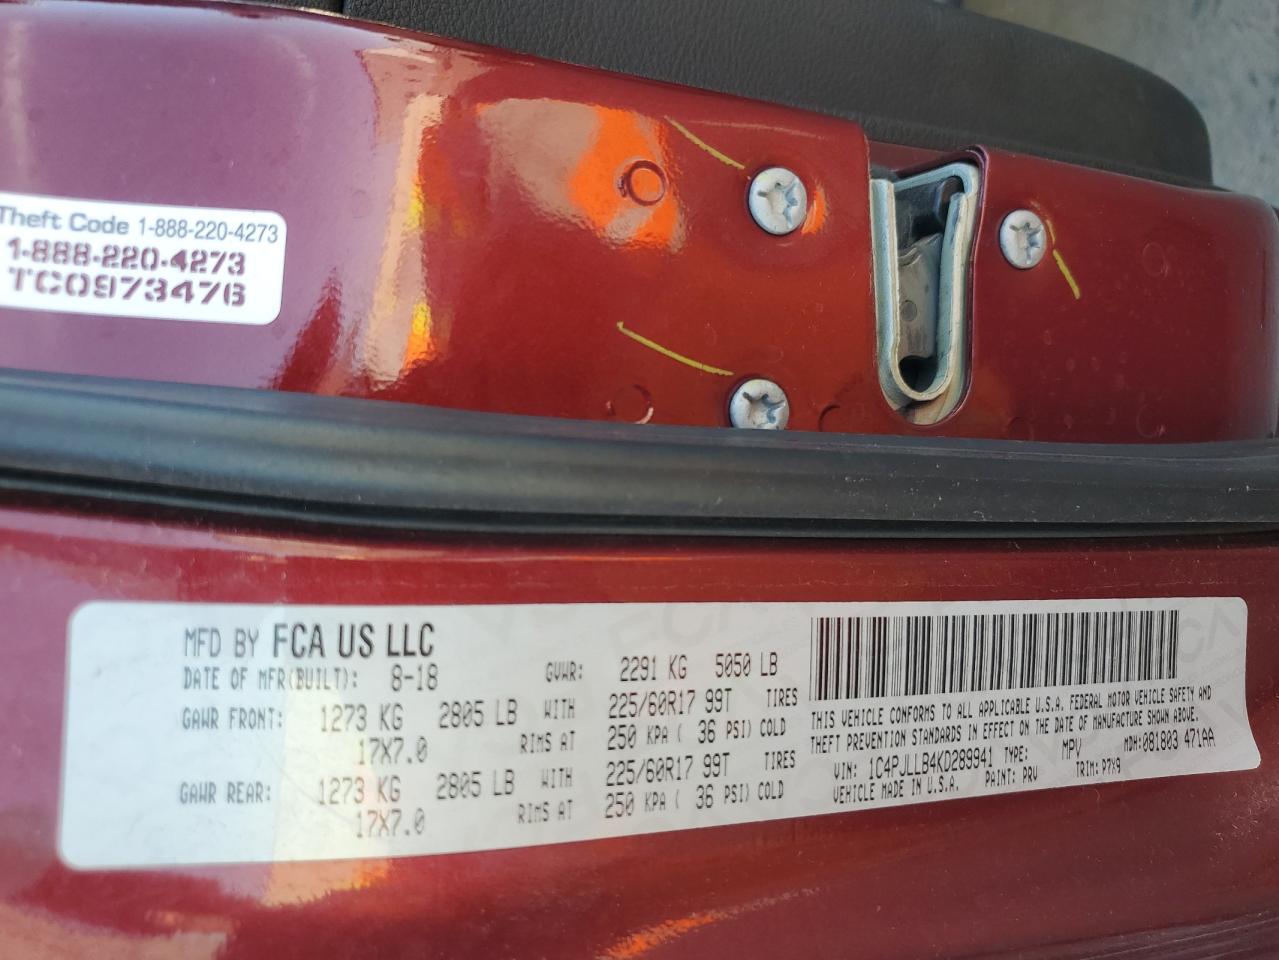 Theft Code 1-888-220-4273
1-888-220-4273
TC0973476
MFD BY FCA US LLC
DATE OF MFR(BUILT): 8-18 GVWR: 2291 KG 5050 LB
GAWR FRONT: 1273 KG 2805 LB WITH 225/60R17 99T TIRES
17X7.0 RIMS AT 250 KPA ( 36 PSI) COLD
GAWR REAR: 1273 KG 2805 LB WITH 225/60R17 99T TIRES
17X7.0 RIMS AT 250 KPA ( 36 PSI) COLD
THIS VEHICLE CONFORMS TO ALL APPLICABLE U.S.A. FEDERAL MOTOR VEHICLE SAFETY AND
THEFT PREVENTION STANDARDS IN EFFECT ON THE DATE OF MANUFACTURE SHOWN ABOVE.
VIN: 1C4PJLLB4KD289941 TYPE: MPV MDH:081803 471AA
VEHICLE MADE IN U.S.A. PAINT: PRV TRIM: P7X9